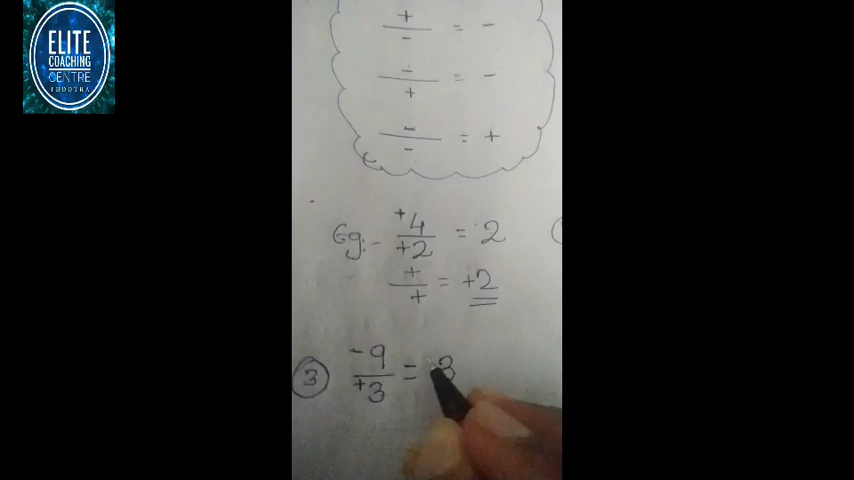 ELITE
COACHING
CENTRE
+/- = -
-/+ = -
-/- = +
Eg:- +4/+2 = 2
+/+ = +2
(3) -9/+3 = 3